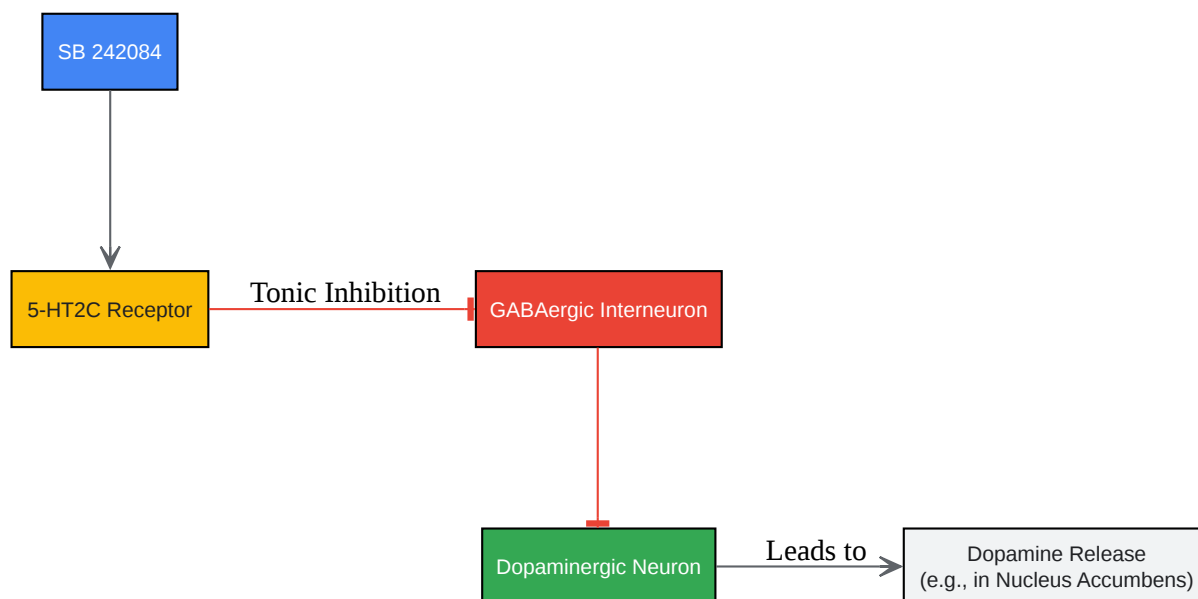 SB 242084
5-HT2C Receptor
Tonic Inhibition
GABAergic Interneuron
Dopaminergic Neuron
Leads to
Dopamine Release
(e.g., in Nucleus Accumbens)